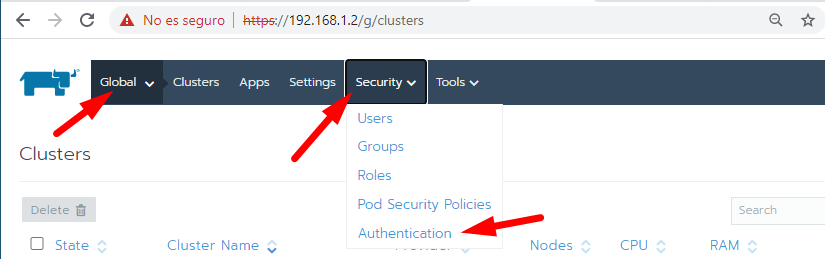 No es seguro | https://192.168.1.2/g/clusters
Global Clusters Apps Settings Security Tools
Users
Groups
Clusters
Roles
Pod Security Policies
Delete
Search
Authentication
State Cluster Name Provider Nodes CPU RAM